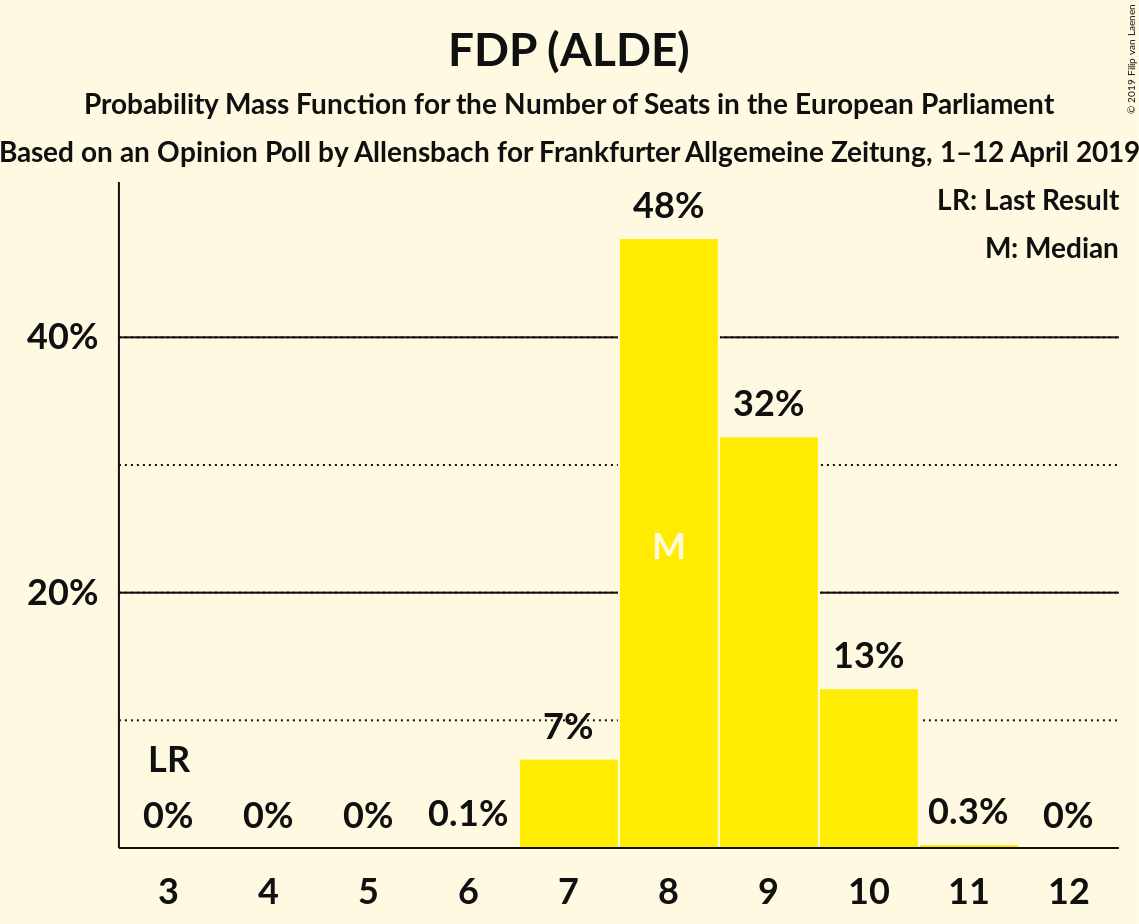 FDP (ALDE)
Probability Mass Function for the Number of Seats in the European Parliament
Based on an Opinion Poll by Allensbach for Frankfurter Allgemeine Zeitung, 1–12 April 2019
© 2019 Filip van Laenen
LR: Last Result
M: Median
48%
40%
32%
M
20%
13%
7%
LR
0% 0% 0% 0.1% 0.3% 0%
3 4 5 6 7 8 9 10 11 12